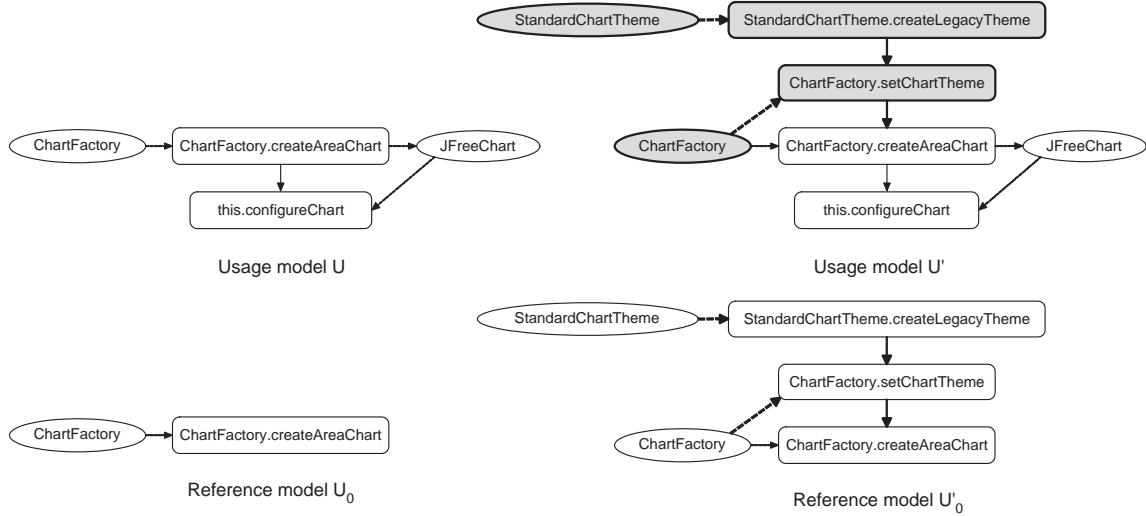 StandardChartTheme
StandardChartTheme.createLegacyTheme
ChartFactory.setChartTheme
ChartFactory
ChartFactory.createAreaChart
JFreeChart
ChartFactory
ChartFactory.createAreaChart
JFreeChart
this.configureChart
this.configureChart
Usage model U
Usage model U'
StandardChartTheme
StandardChartTheme.createLegacyTheme
ChartFactory.setChartTheme
ChartFactory
ChartFactory.createAreaChart
ChartFactory
ChartFactory.createAreaChart
Reference model U0
Reference model U'0